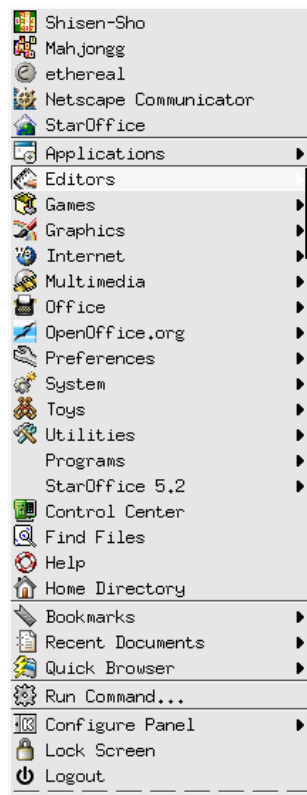 Shisen-Sho
Mahjongg
ethereal
Netscape Communicator
StarOffice
Applications
Editors
Games
Graphics
Internet
Multimedia
Office
OpenOffice.org
Preferences
System
Toys
Utilities
Programs
StarOffice 5.2
Control Center
Find Files
Help
Home Directory
Bookmarks
Recent Documents
Quick Browser
Run Command...
Configure Panel
Lock Screen
Logout